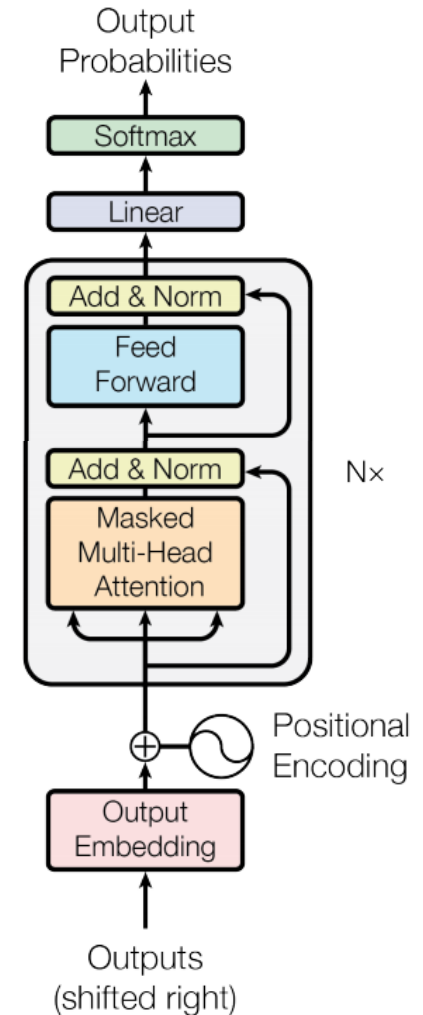 Output
Probabilities
Softmax
Linear
Add & Norm
Feed
Forward
Add & Norm
N×
Masked
Multi-Head
Attention
Positional
Encoding
Output
Embedding
Outputs
(shifted right)